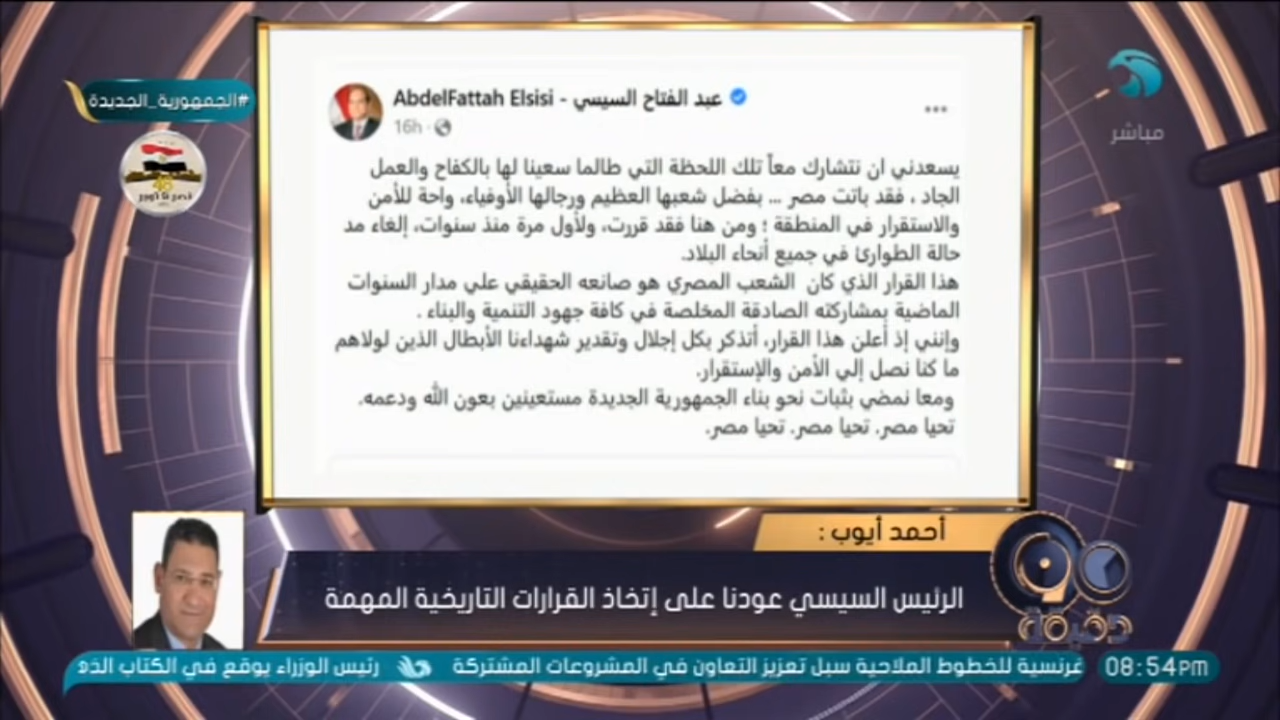 #الجمهورية_الجديدة
مباشر
AbdelFattah Elsisi - عبد الفتاح السيسي
16h
يسعدني ان نتشارك معاً تلك اللحظة التي طالما سعينا لها بالكفاح والعمل
الجاد ، فقد باتت مصر ... بفضل شعبها العظيم ورجالها الأوفياء، واحة للأمن
والاستقرار في المنطقة ؛ ومن هنا فقد قررت، ولأول مرة منذ سنوات، إلغاء مد
حالة الطوارئ في جميع أنحاء البلاد.
هذا القرار الذي كان الشعب المصري هو صانعه الحقيقي علي مدار السنوات
الماضية بمشاركته الصادقة المخلصة في كافة جهود التنمية والبناء .
وإنني إذ أعلن هذا القرار، أتذكر بكل إجلال وتقدير شهداءنا الأبطال الذين لولاهم
ما كنا نصل إلي الأمن والإستقرار.
ومعا نمضي بثبات نحو بناء الجمهورية الجديدة مستعينين بعون الله ودعمه.
تحيا مصر. تحيا مصر. تحيا مصر.
أحمد أيوب :
الرئيس السيسي عودنا على إتخاذ القرارات التاريخية المهمة
90
دقيقة
08:54PM
غرنسية للخطوط الملاحية سبل تعزيز التعاون في المشروعات المشتركة رئيس الوزراء يوقع في الكتاب الذه